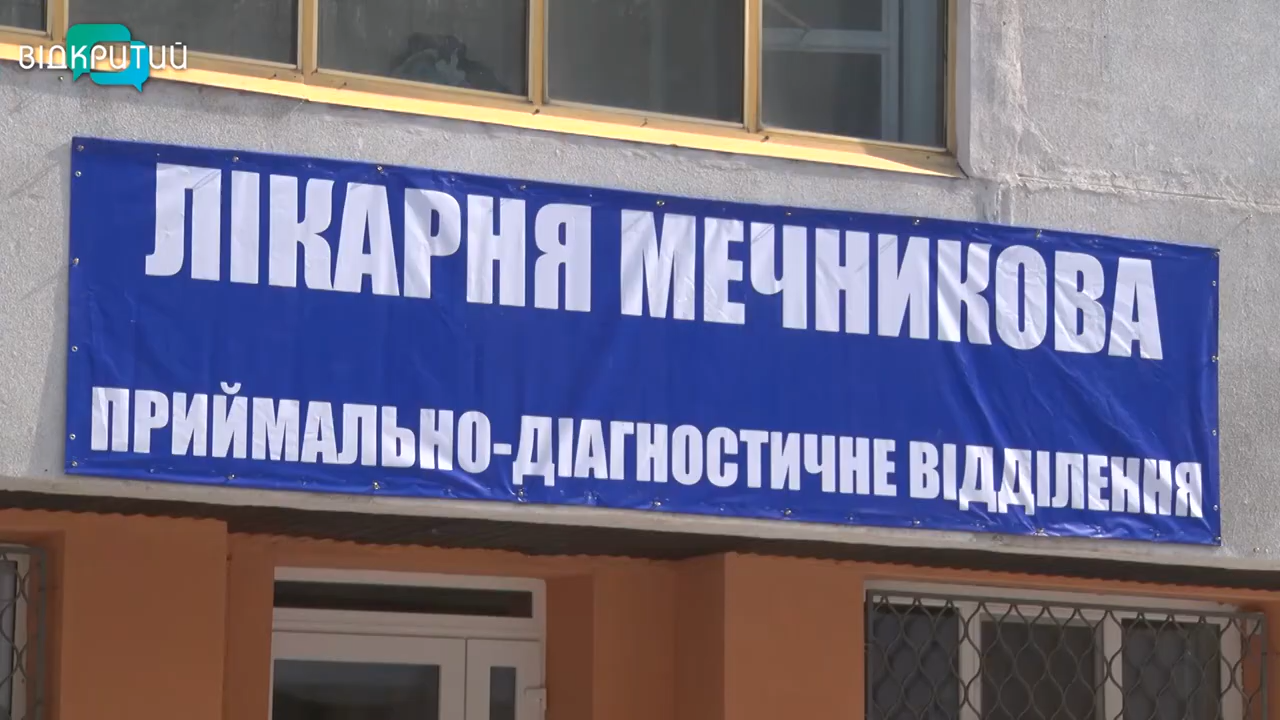 ВІДКРИТИЙ
ЛІКАРНЯ МЕЧНИКОВА
ПРИЙМАЛЬНО-ДІАГНОСТИЧНЕ ВІДДІЛЕННЯ